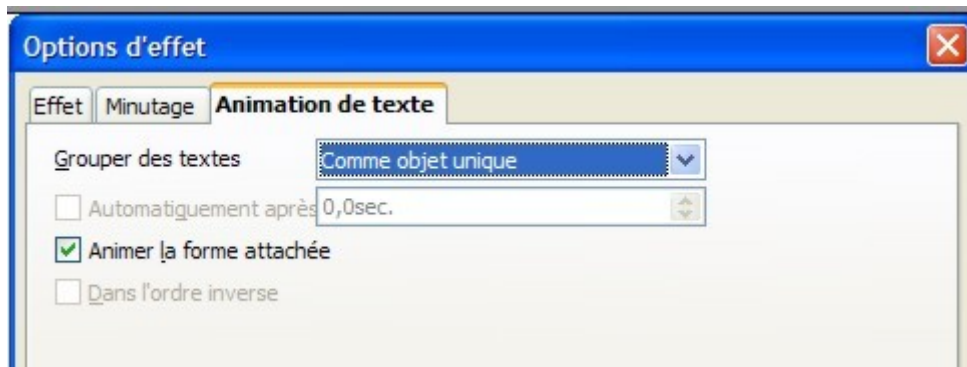 Options d'effet
Effet Minutage Animation de texte
Grouper des textes Comme objet unique
Automatiquement après 0,0sec.
Animer la forme attachée
Dans l'ordre inverse